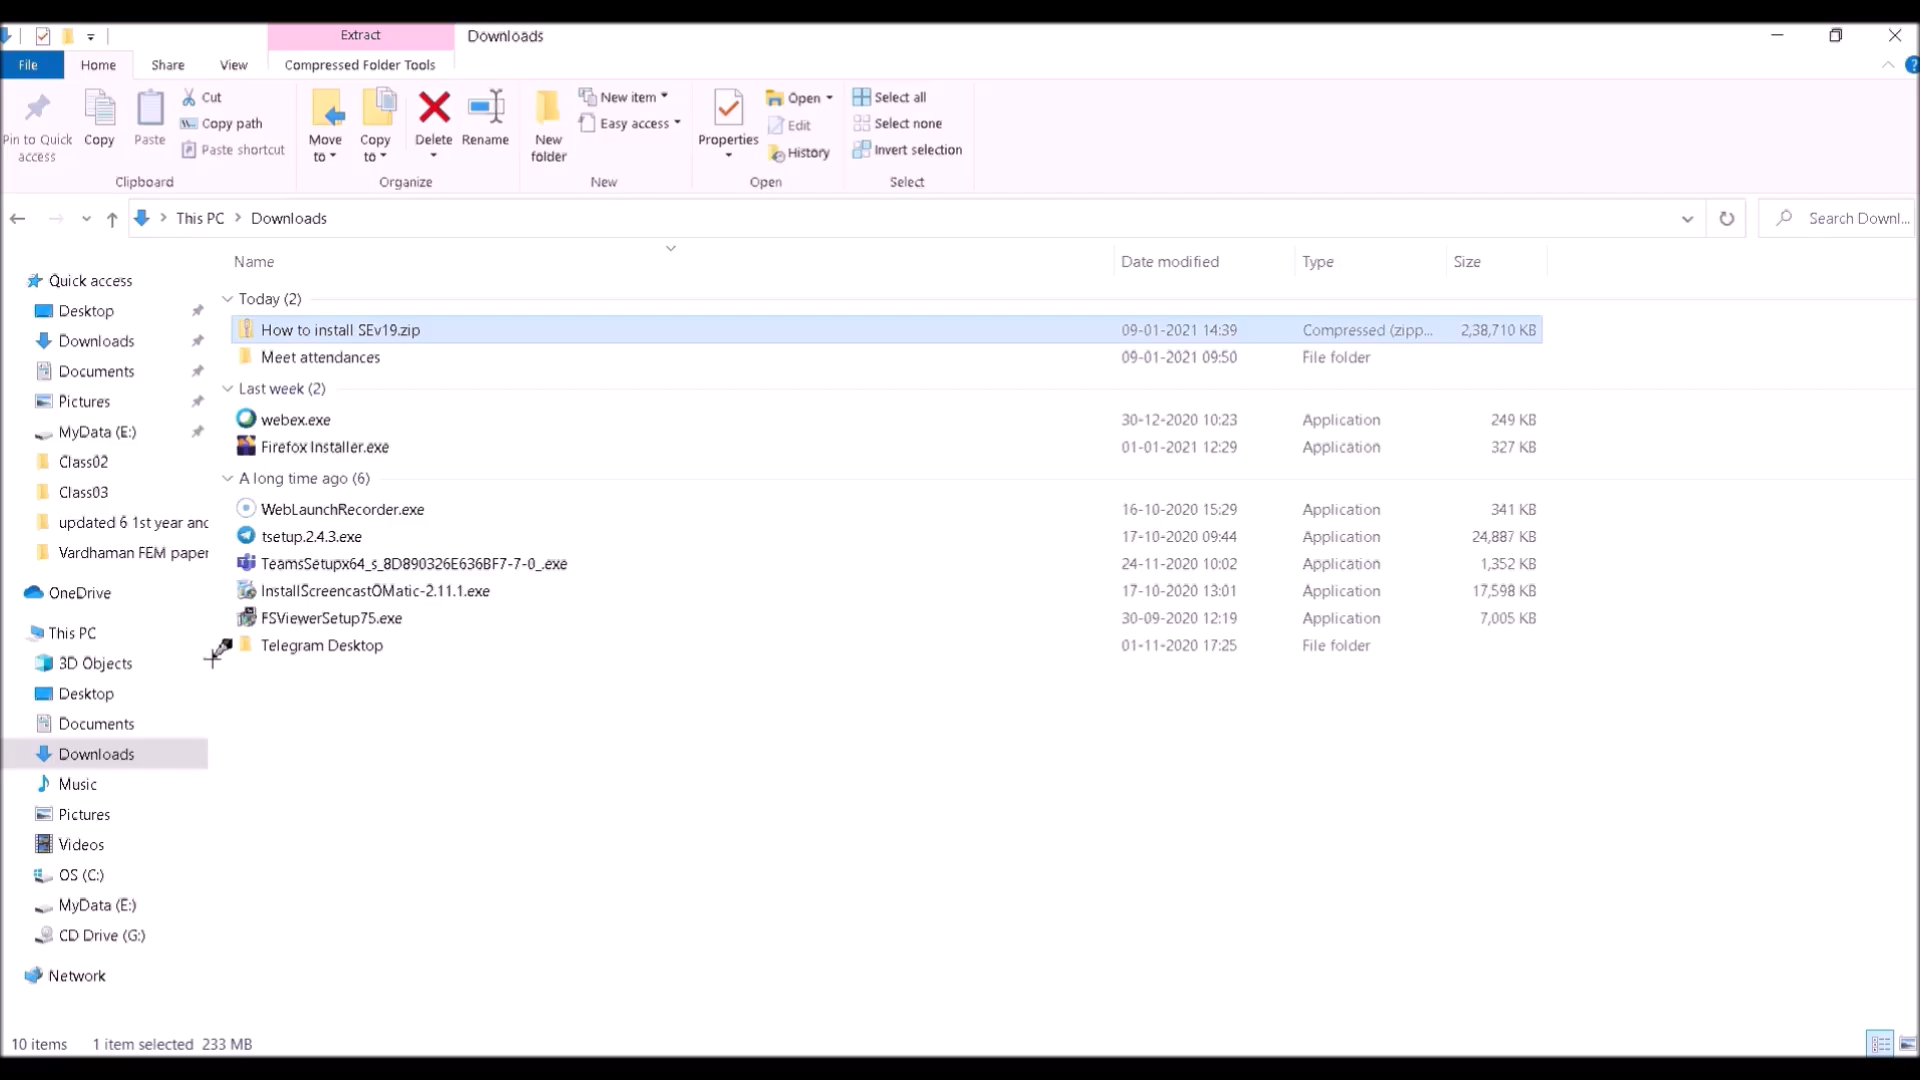 Extract
Downloads
File
Home
Share
View
Compressed Folder Tools
Pin to Quick access
Copy
Paste
Cut
Copy path
Paste shortcut
Clipboard
Move to
Copy to
Delete
Rename
Organize
New folder
New item
Easy access
New
Properties
Open
Edit
History
Open
Select all
Select none
Invert selection
Select
This PC
Downloads
Search Downl...
Name
Date modified
Type
Size
Today (2)
How to install SEv19.zip 09-01-2021 14:39 Compressed (zipp... 2,38,710 KB
Meet attendances 09-01-2021 09:50 File folder
Last week (2)
webex.exe 30-12-2020 10:23 Application 249 KB
Firefox Installer.exe 01-01-2021 12:29 Application 327 KB
A long time ago (6)
WebLaunchRecorder.exe 16-10-2020 15:29 Application 341 KB
tsetup.2.4.3.exe 17-10-2020 09:44 Application 24,887 KB
TeamsSetupx64_s_8D890326E636BF7-7-0_.exe 24-11-2020 10:02 Application 1,352 KB
InstallScreencastOMatic-2.11.1.exe 17-10-2020 13:01 Application 17,598 KB
FSViewerSetup75.exe 30-09-2020 12:19 Application 7,005 KB
Telegram Desktop 01-11-2020 17:25 File folder
Quick access
Desktop
Downloads
Documents
Pictures
MyData (E:)
Class02
Class03
updated 6 1st year and
Vardhaman FEM paper
OneDrive
This PC
3D Objects
Desktop
Documents
Downloads
Music
Pictures
Videos
OS (C:)
MyData (E:)
CD Drive (G:)
Network
10 items 1 item selected 233 MB